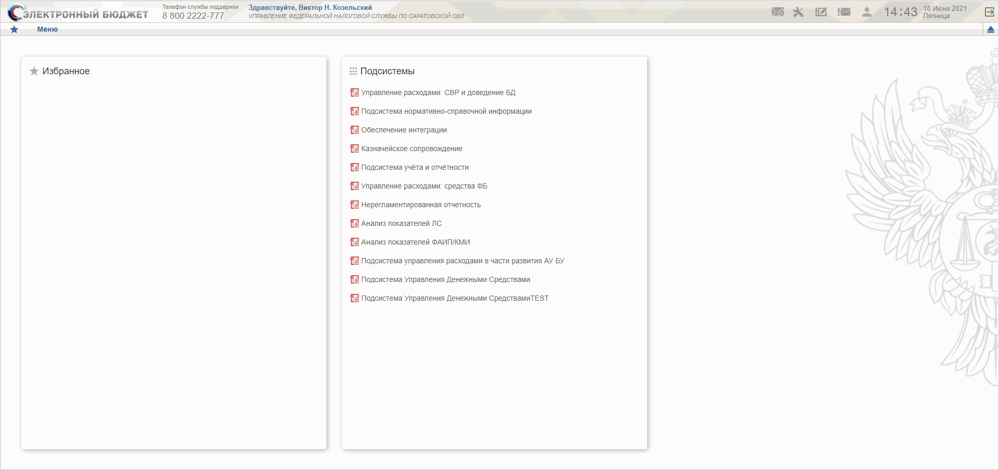 ЭЛЕКТРОННЫЙ БЮДЖЕТ
Телефон службы поддержки
8 800 2222-777
Здравствуйте, Виктор Н. Козельский
УПРАВЛЕНИЕ ФЕДЕРАЛЬНОЙ НАЛОГОВОЙ СЛУЖБЫ ПО САРАТОВСКОЙ ОБЛ
14:43
18 Июня 2021
Пятница
Меню
Избранное
Подсистемы
Управление расходами: СВР и доведение БД
Подсистема нормативно-справочной информации
Обеспечение интеграции
Казначейское сопровождение
Подсистема учёта и отчётности
Управление расходами: средства ФБ
Нерегламентированная отчетность
Анализ показателей ЛС
Анализ показателей ФАИП/КМИ
Подсистема управления расходами в части развития АУ БУ
Подсистема Управления Денежными Средствами
Подсистема Управления Денежными СредствамиTEST